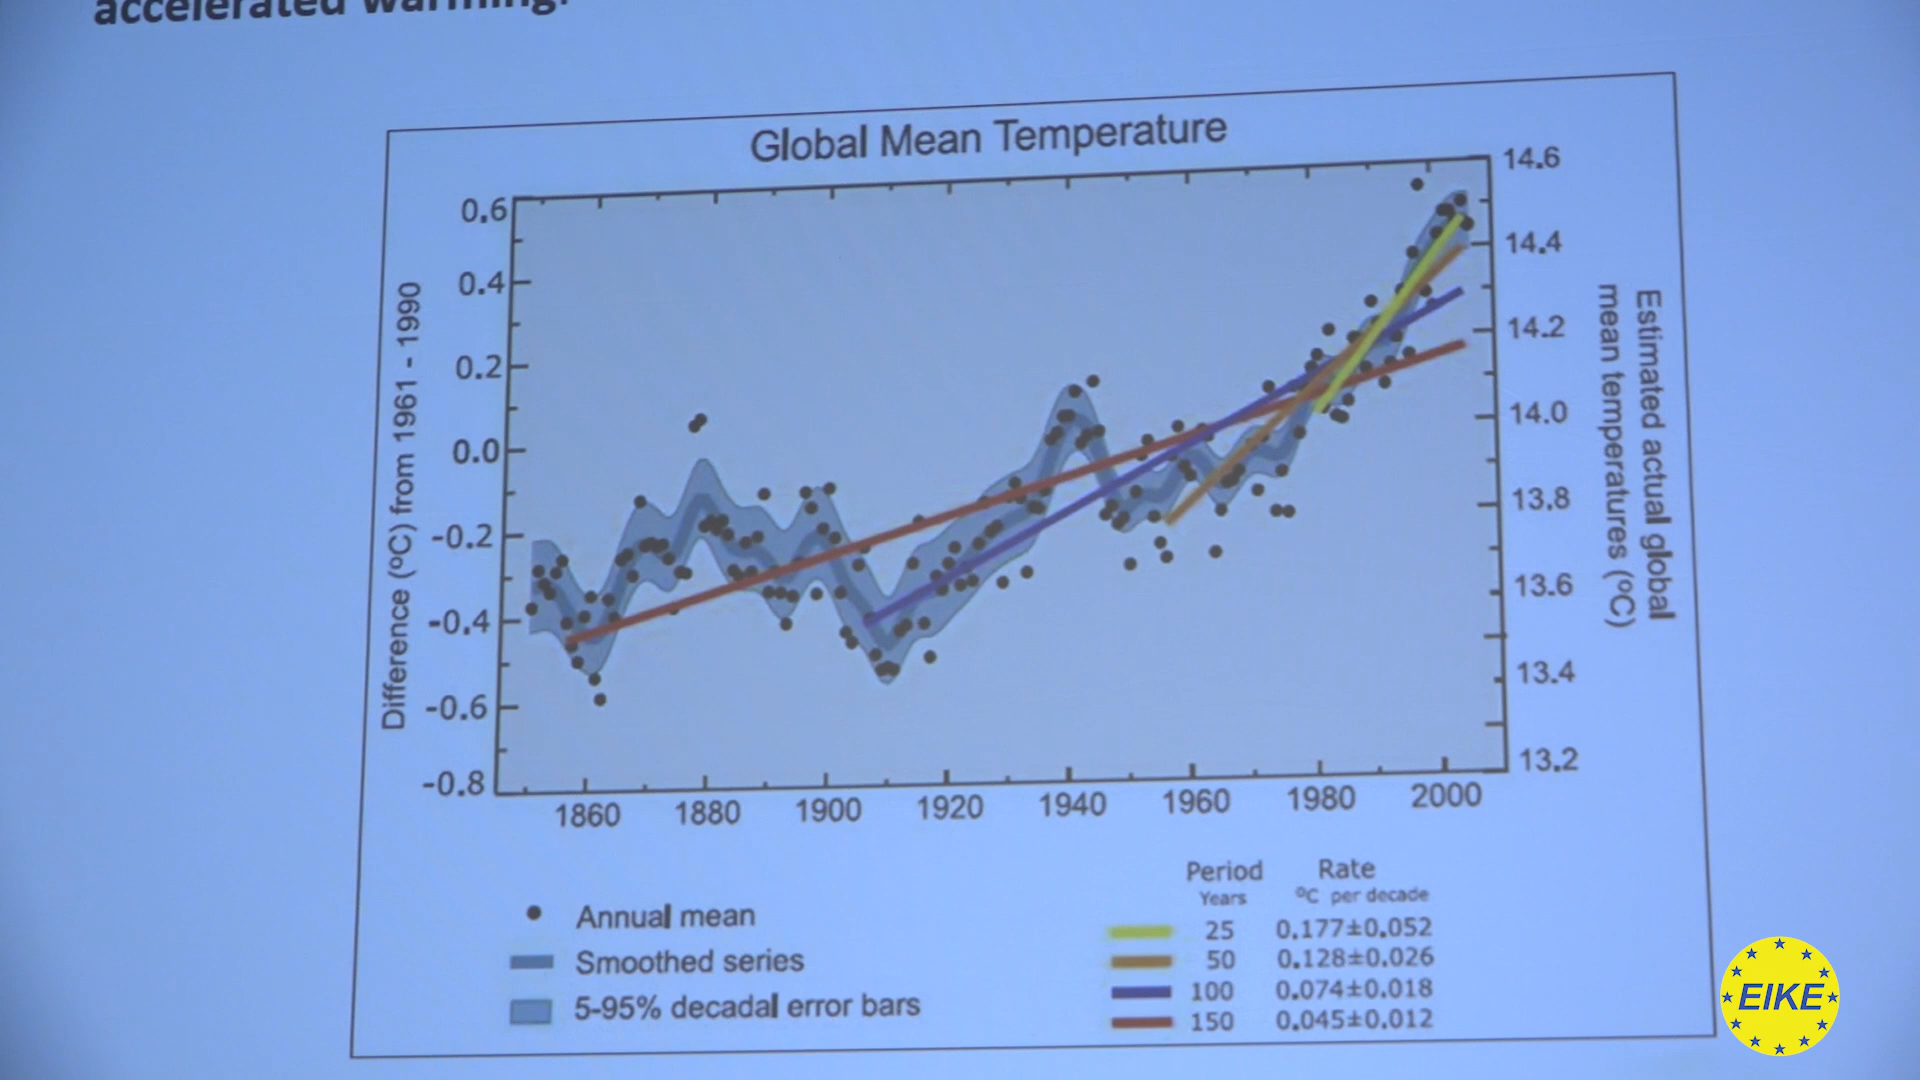 accelerated warming.
Global Mean Temperature
0.6
0.4
0.2
0.0
-0.2
-0.4
-0.6
-0.8
Difference (ºC) from 1961 - 1990
14.6
14.4
14.2
14.0
13.8
13.6
13.4
13.2
Estimated actual global
mean temperatures (ºC)
1860 1880 1900 1920 1940 1960 1980 2000
Annual mean
Smoothed series
5-95% decadal error bars
Period Rate
Years ºC per decade
25 0.177±0.052
50 0.128±0.026
100 0.074±0.018
150 0.045±0.012
EIKE